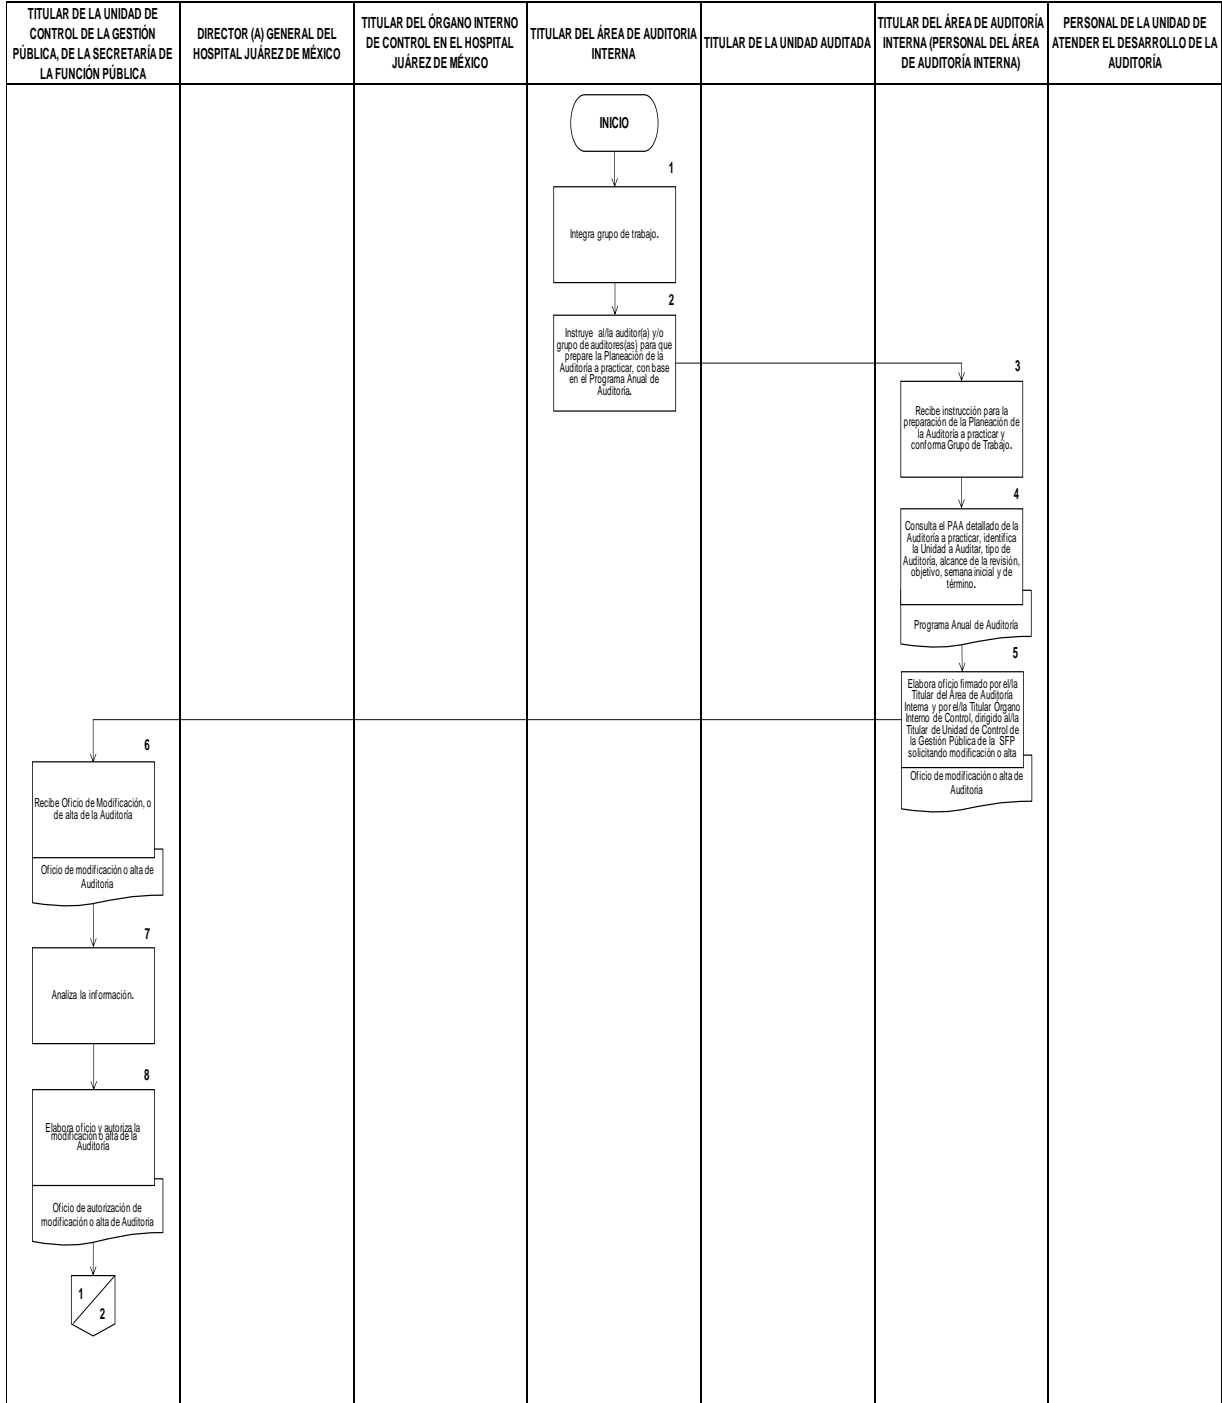 TITULAR DE LA UNIDAD DE
CONTROL DE LA GESTIÓN
PÚBLICA, DE LA SECRETARÍA DE
LA FUNCIÓN PÚBLICA
DIRECTOR (A) GENERAL DEL
HOSPITAL JUÁREZ DE MÉXICO
TITULAR DEL ÓRGANO INTERNO
DE CONTROL EN EL HOSPITAL
JUÁREZ DE MÉXICO
TITULAR DEL ÁREA DE AUDITORIA
INTERNA
TITULAR DE LA UNIDAD AUDITADA
TITULAR DEL ÁREA DE AUDITORÍA
INTERNA (PERSONAL DEL ÁREA
DE AUDITORÍA INTERNA)
PERSONAL DE LA UNIDAD DE
ATENDER EL DESARROLLO DE LA
AUDITORÍA
INICIO
1
Integra grupo de trabajo.
2
Instruye al/la auditor(a) y/o
grupo de auditores(as) para que
prepare la Planeación de la
Auditoría a practicar, con base
en el Programa Anual de
Auditoría.
3
Recibe instrucción para la
preparación de la Planeación de
la Auditoría a practicar y
conforma Grupo de Trabajo.
4
Consulta el PAA detallado de la
Auditoría a practicar, identifica
la Unidad a Auditar, tipo de
Auditoría, alcance de la revisión,
objetivo, semana inicial y de
término.
Programa Anual de Auditoría
5
Elabora oficio firmado por el/la
Titular del Área de Auditoría
Interna y por el/la Titular Órgano
Interno de Control, dirigido al/la
Titular de Unidad de Control de
la Gestión Pública de la SFP
solicitando modificación o alta
Oficio de modificación o alta de
Auditoria
6
Recibe Oficio de Modificación, o
de alta de la Auditoría
Oficio de modificación o alta de
Auditoria
7
Analiza la información.
8
Elabora oficio y autoriza la
modificación o alta de la
Auditoría
Oficio de autorización de
modificación o alta de Auditoria
1
2